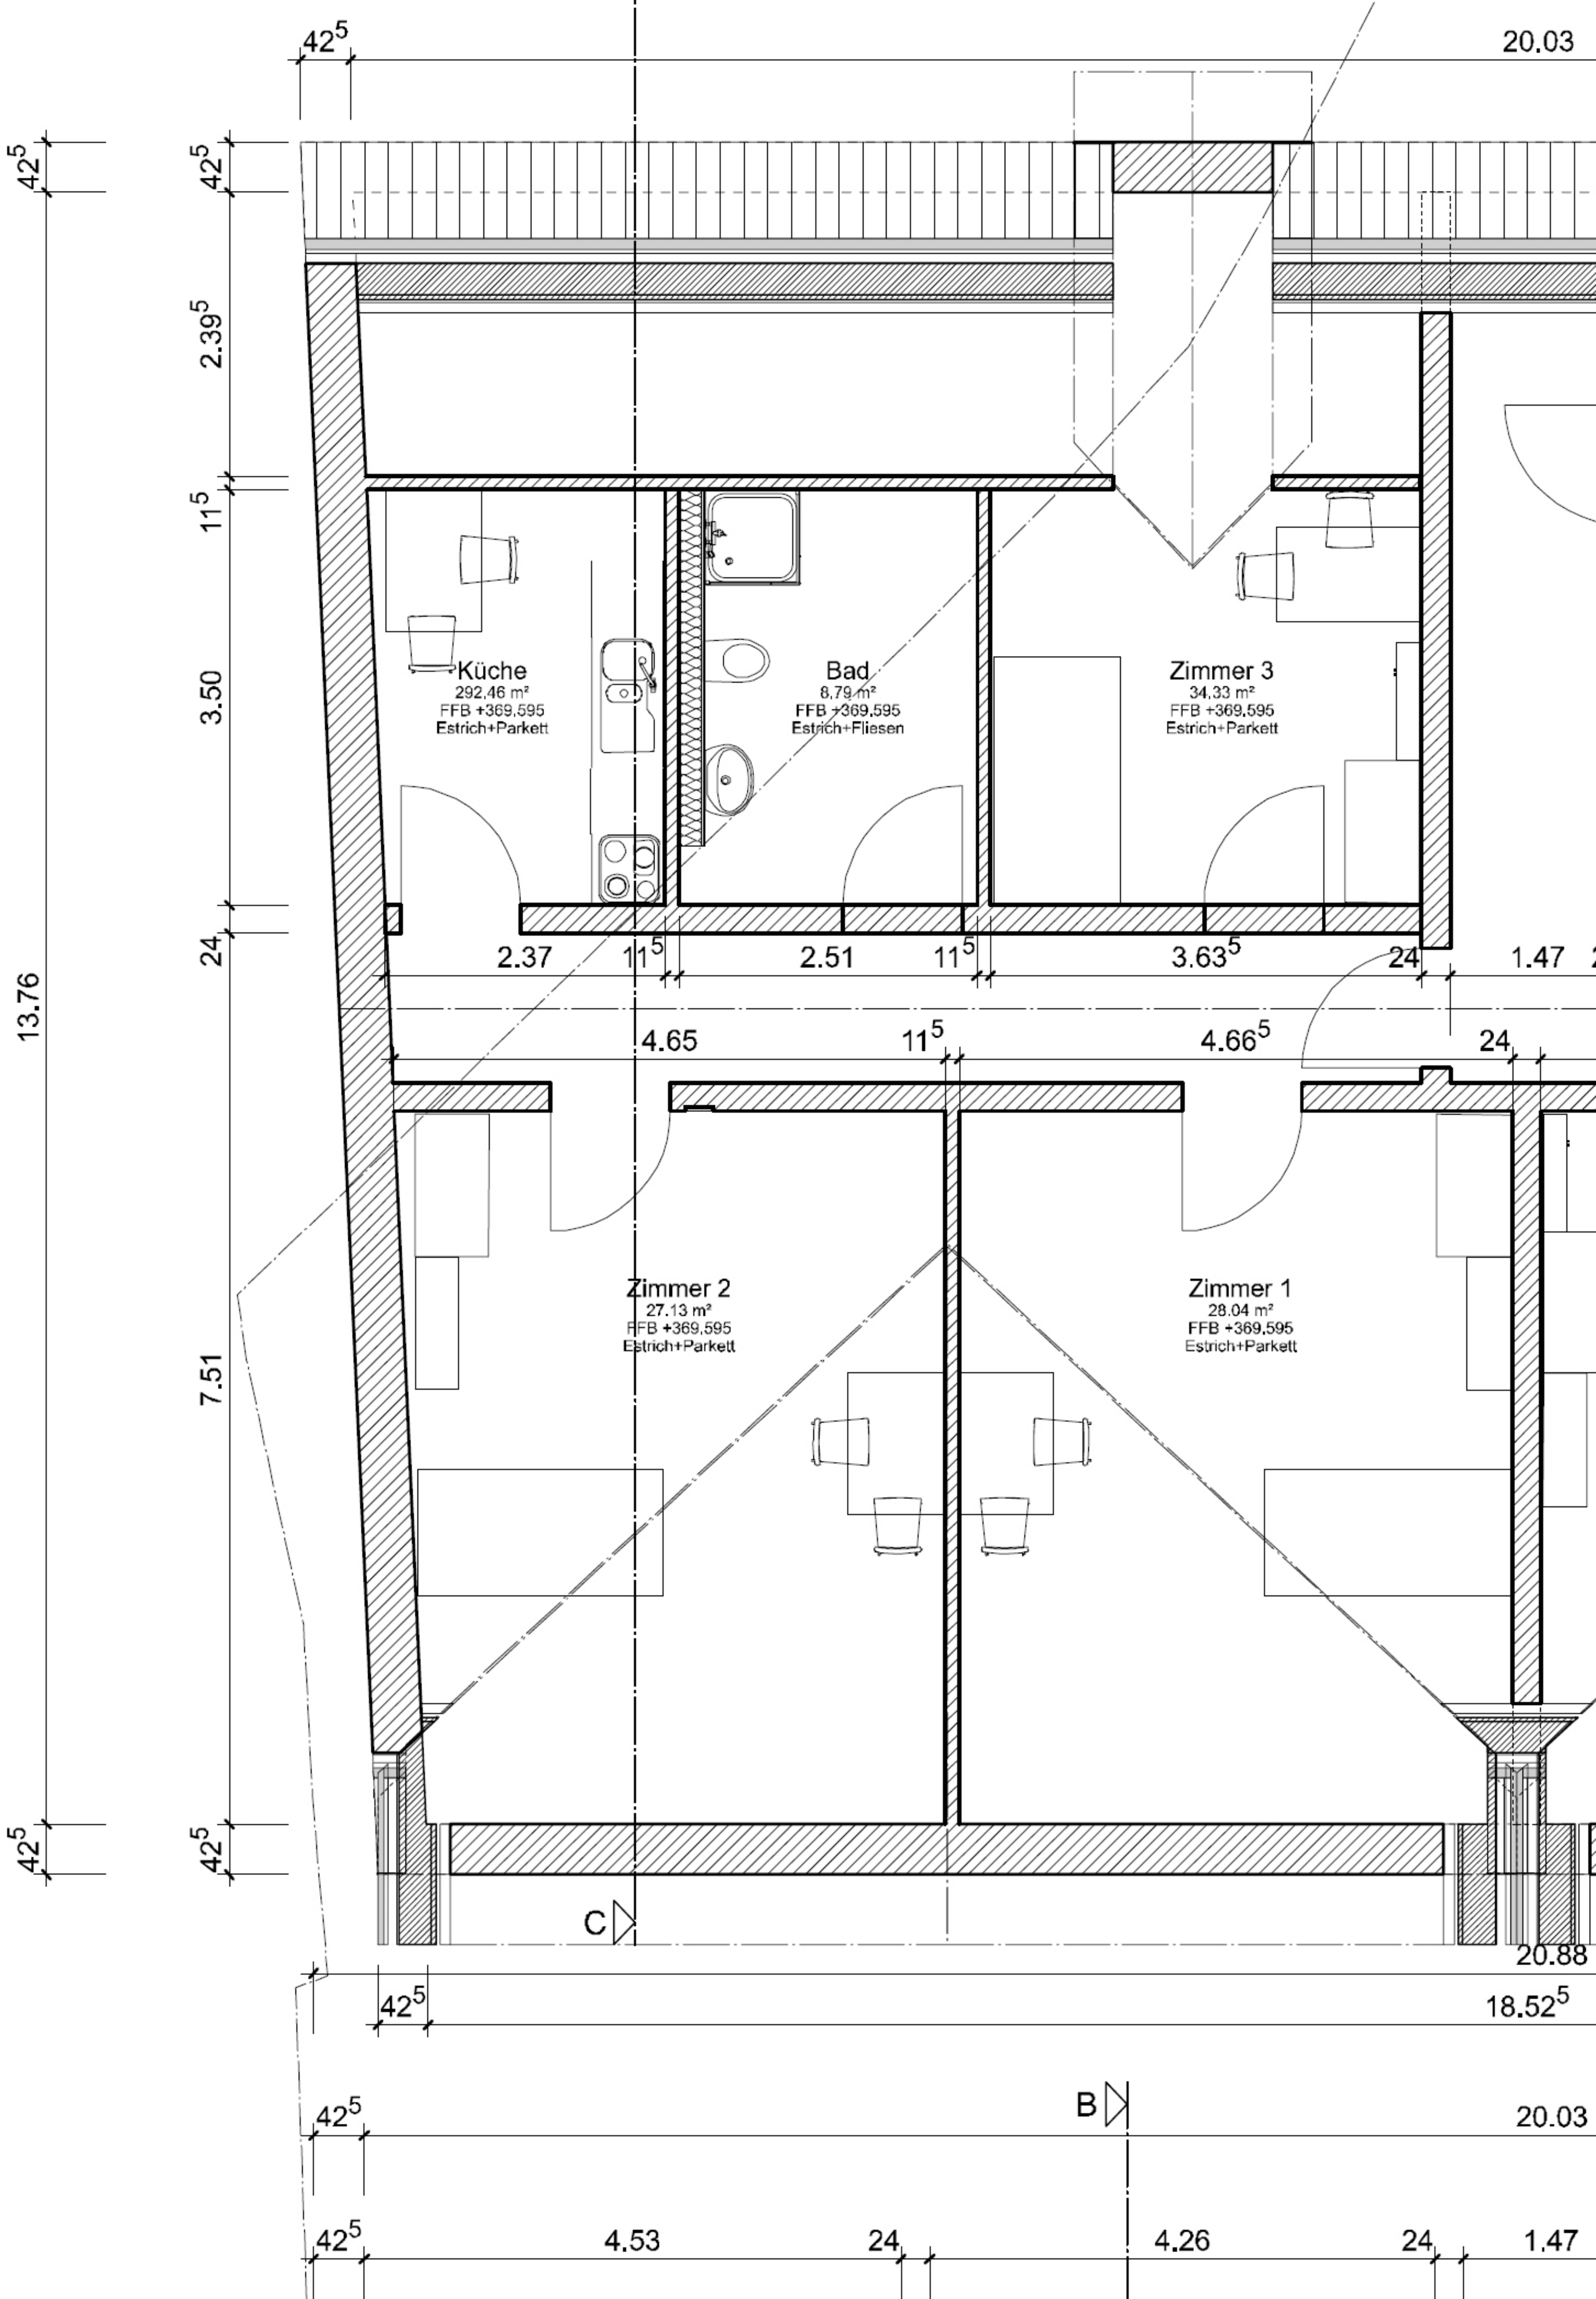 42⁵
20.03
42⁵
42⁵
2.39⁵
11⁵
3.50
24
13.76
7.51
42⁵
42⁵
Küche
292,46 m²
FFB +369,595
Estrich+Parkett
Bad
8,79 m²
FFB +369,595
Estrich+Fliesen
Zimmer 3
34,33 m²
FFB +369,595
Estrich+Parkett
2.37
11⁵
2.51
11⁵
3.63⁵
24
1.47
4.65
11⁵
4.66⁵
24
Zimmer 2
27,13 m²
FFB +369,595
Estrich+Parkett
Zimmer 1
28,04 m²
FFB +369,595
Estrich+Parkett
C
20.88
42⁵
18.52⁵
B
42⁵
20.03
42⁵
4.53
24
4.26
24
1.47